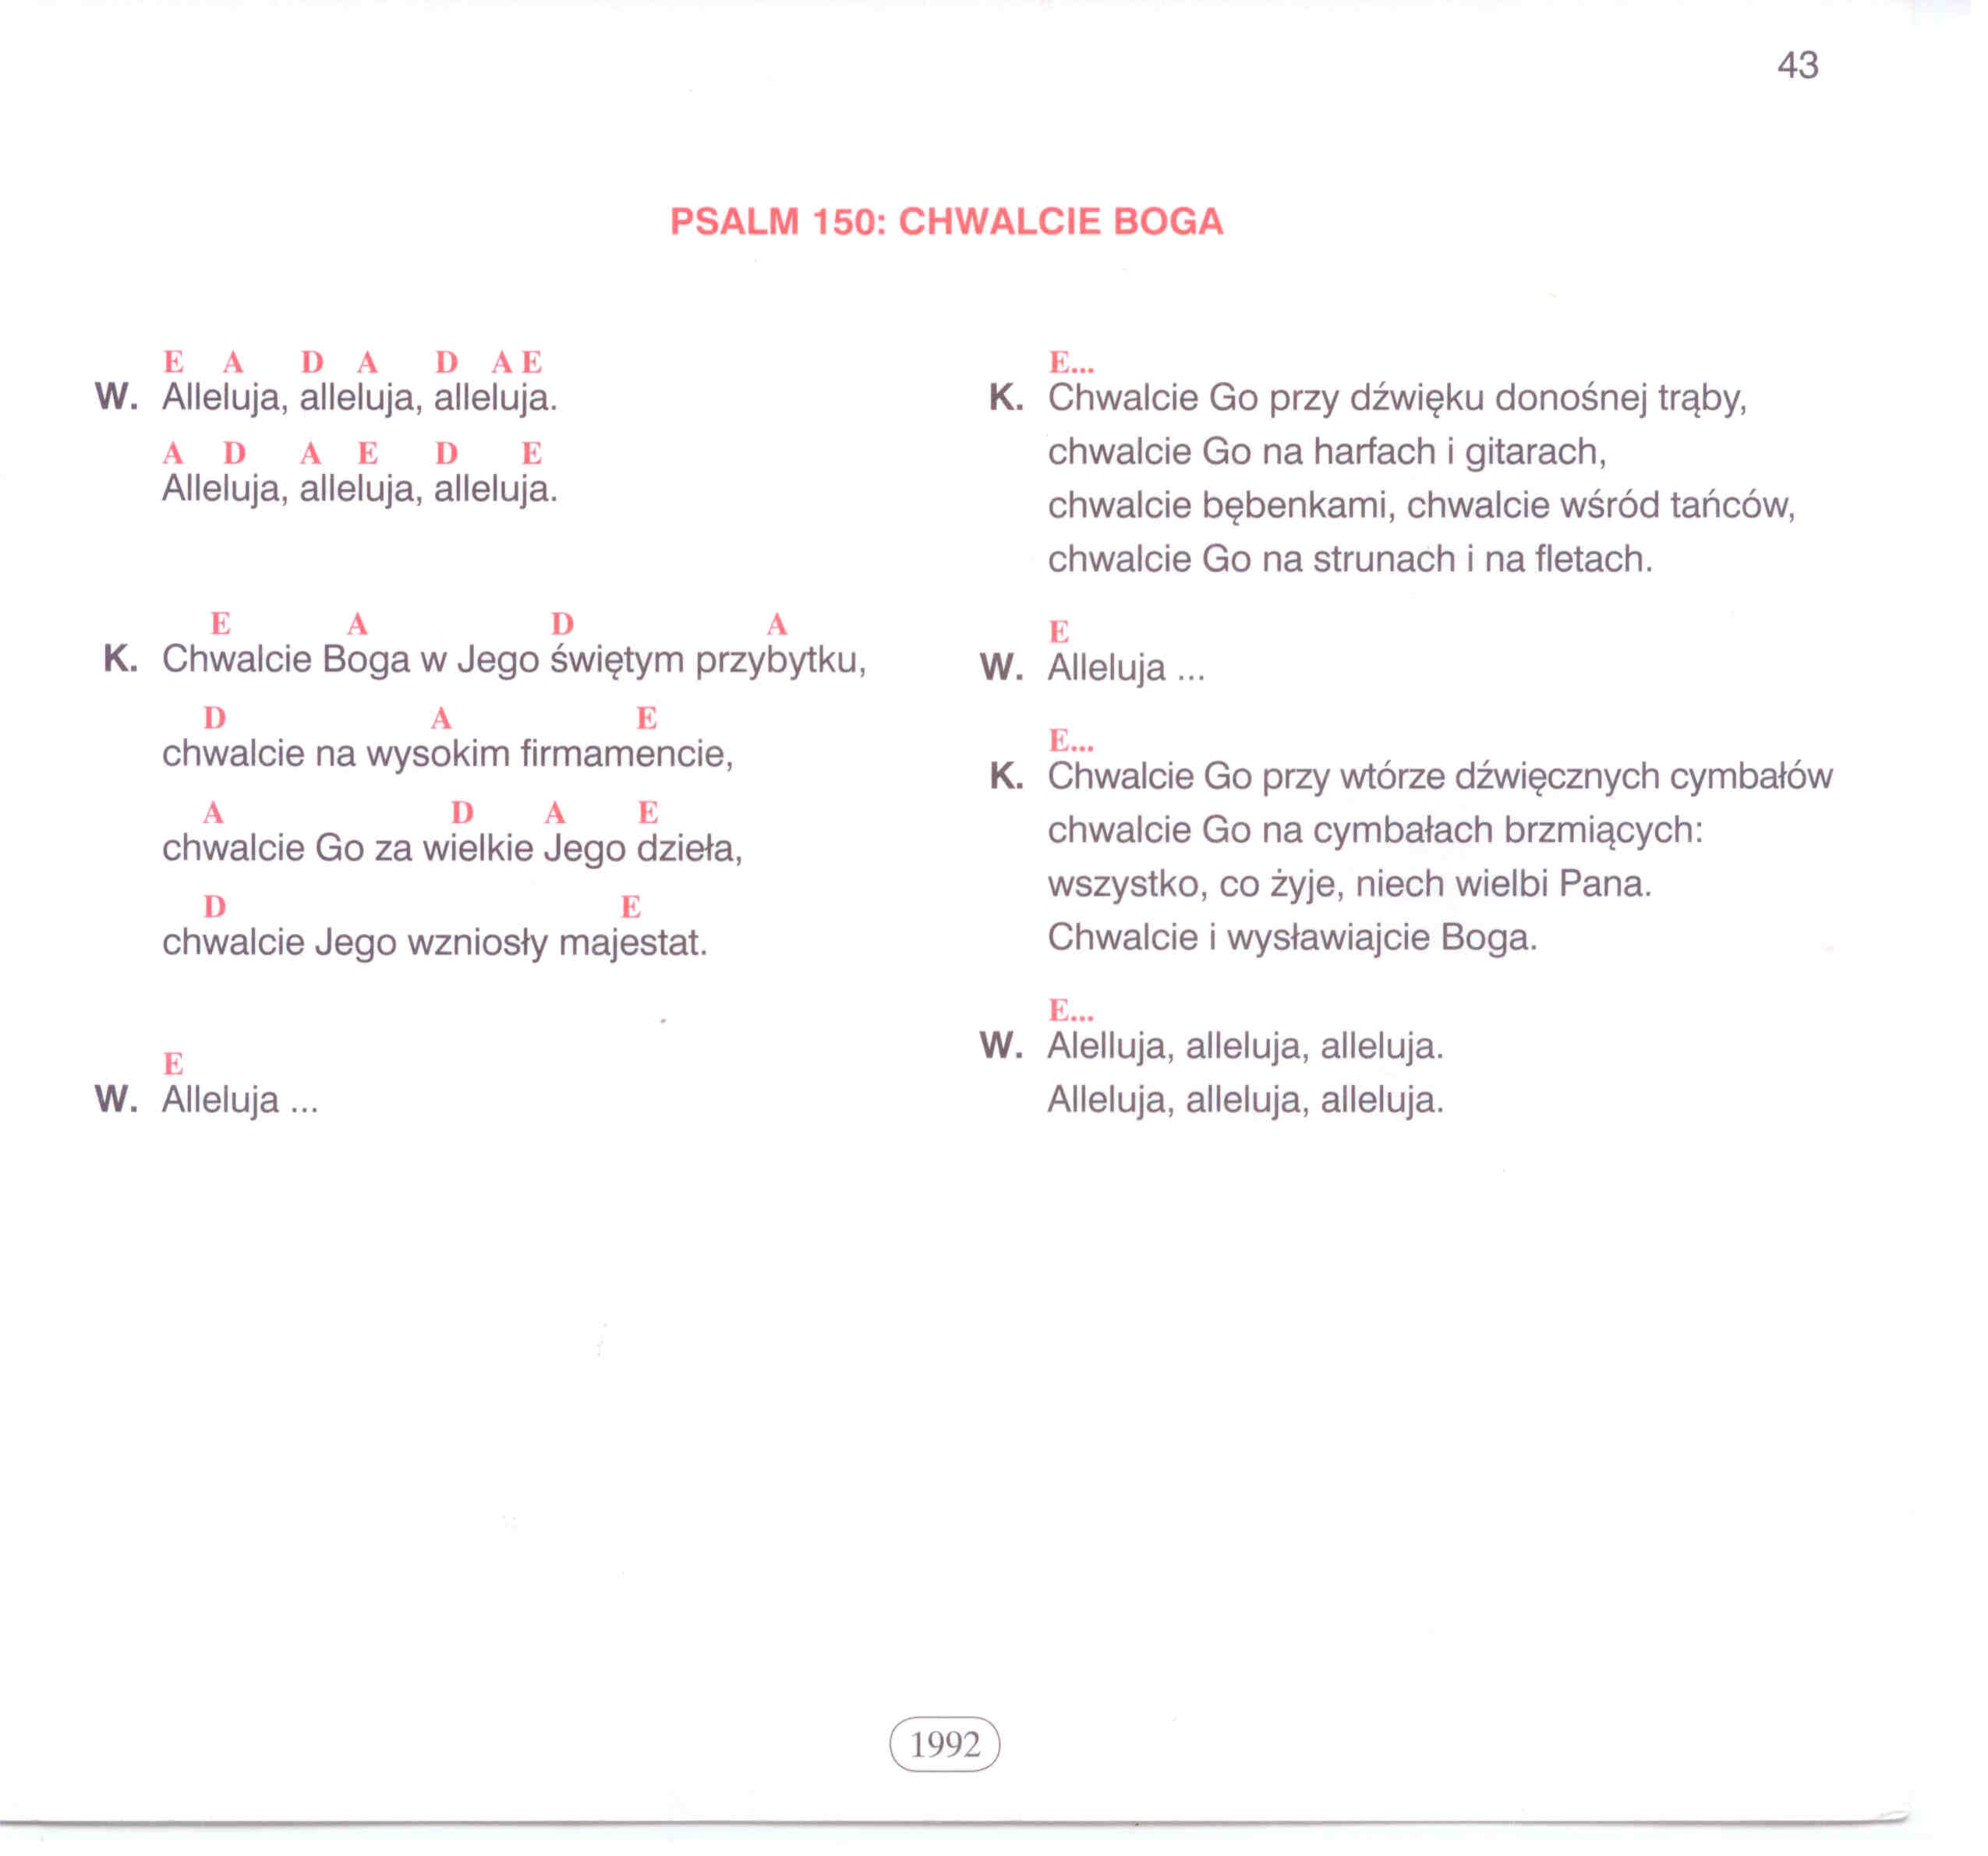 43
PSALM 150: CHWALCIE BOGA
E A D A D A E
W. Alleluja, alleluja, alleluja.
A D A E D E
Alleluja, alleluja, alleluja.
E A D A
K. Chwalcie Boga w Jego świętym przybytku,
D A E
chwalcie na wysokim firmamencie,
A D A E
chwalcie Go za wielkie Jego dzieła,
D E
chwalcie Jego wzniosły majestat.
E
W. Alleluja ...
E...
K. Chwalcie Go przy dźwięku donośnej trąby,
chwalcie Go na harfach i gitarach,
chwalcie bębenkami, chwalcie wśród tańców,
chwalcie Go na strunach i na fletach.
E
W. Alleluja ...
E...
K. Chwalcie Go przy wtórze dźwięcznych cymbałów
chwalcie Go na cymbałach brzmiących:
wszystko, co żyje, niech wielbi Pana.
Chwalcie i wysławiajcie Boga.
E...
W. Alelluja, alleluja, alleluja.
Alleluja, alleluja, alleluja.
1992